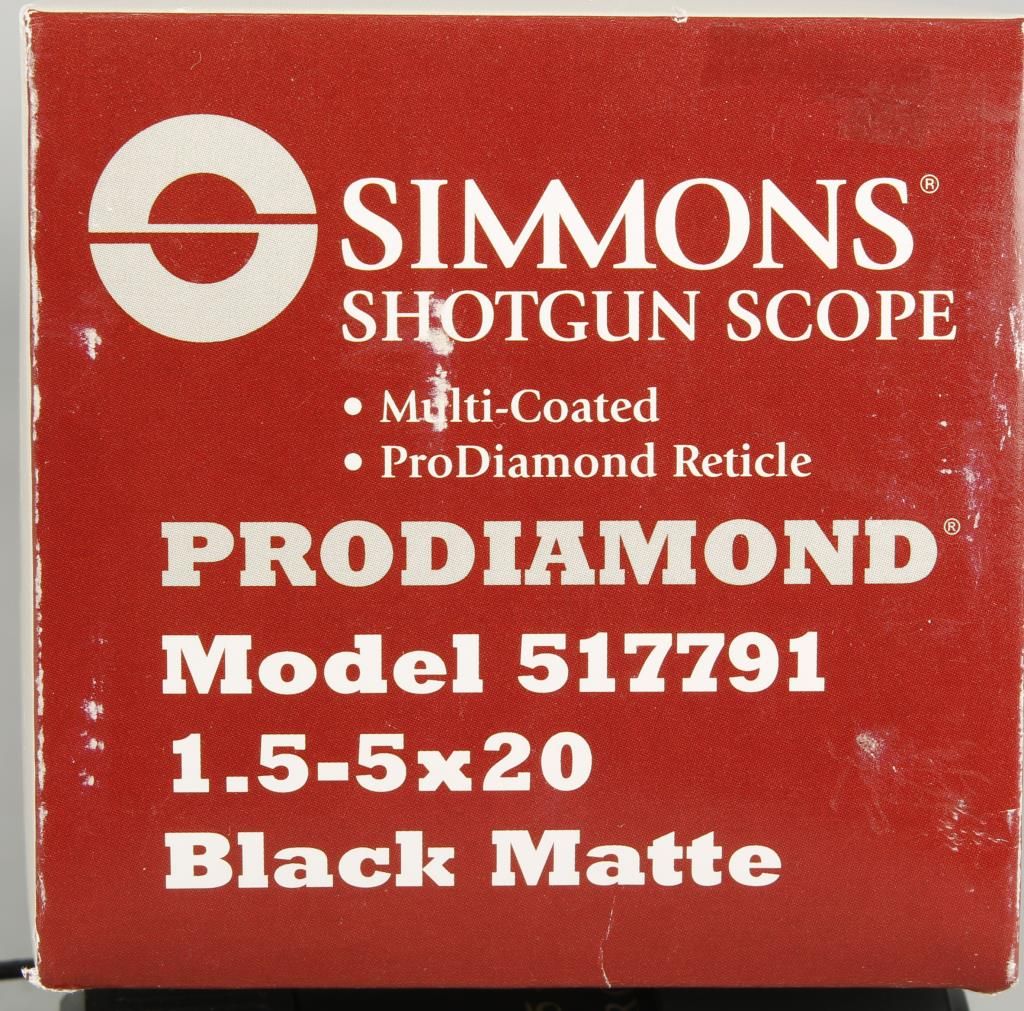 SIMMONS®
SHOTGUN SCOPE
• Multi-Coated
• ProDiamond Reticle
PRODIAMOND®
Model 517791
1.5-5x20
Black Matte